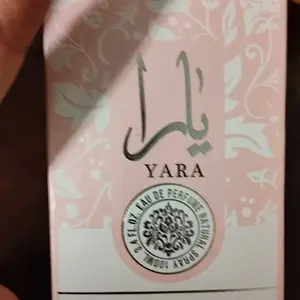 يارا
YARA
EAU DE PERFUME NATURAL SPRAY 100ML 3.4 FL.OZ.